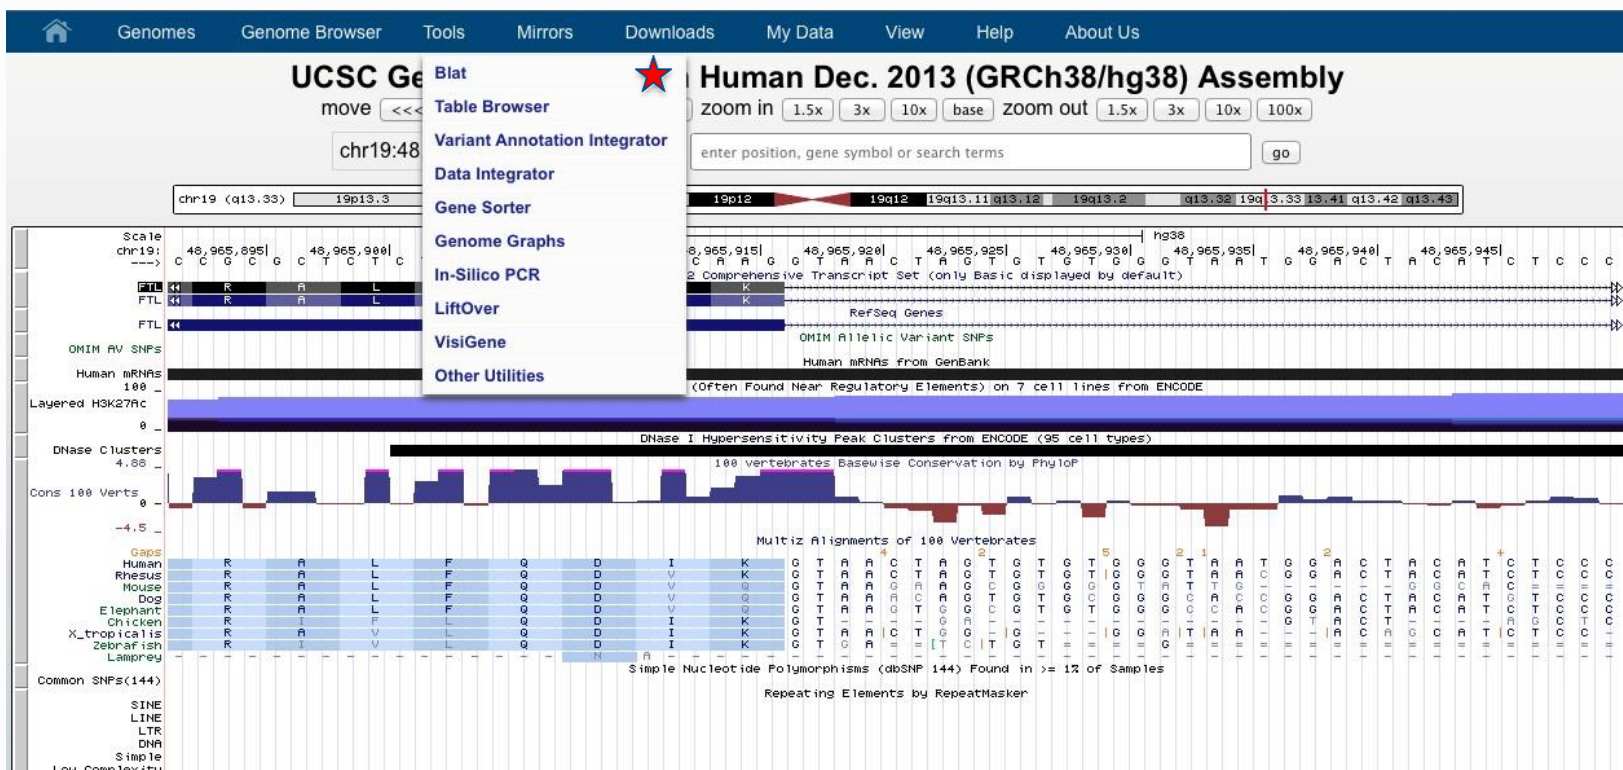 Genomes Genome Browser Tools Mirrors Downloads My Data View Help About Us
UCSC Ge Human Dec. 2013 (GRCh38/hg38) Assembly
move <<< zoom in 1.5x 3x 10x base zoom out 1.5x 3x 10x 100x
chr19:48 enter position, gene symbol or search terms go
Blat
Table Browser
Variant Annotation Integrator
Data Integrator
Gene Sorter
Genome Graphs
In-Silico PCR
LiftOver
VisiGene
Other Utilities
chr19 (q13.33) 19p13.3 19p12 19q12 19q13.11 q13.12 19q13.2 q13.32 13.41 q13.42 q13.43
Scale hg38
chr19: 48,965,895| 48,965,900| 8,965,915| 48,965,920| 48,965,925| 48,965,930| 48,965,935| 48,965,940| 48,965,945|
---> C C G C G C T C T C C A A G G T A A C T A G T G T G T G G G T A A T G G A C T A C A T C T C C C
2 Comprehensive Transcript Set (only Basic displayed by default)
FTL R A L K
FTL R A L K
RefSeq Genes
FTL
OMIM Allelic Variant SNPs
OMIM AV SNPs
Human mRNAs from GenBank
Human mRNAs
100 _ (Often Found Near Regulatory Elements) on 7 cell lines from ENCODE
Layered H3K27Ac
0 _
DNase I Hypersensitivity Peak Clusters from ENCODE (95 cell types)
DNase Clusters
4.88 _ 100 vertebrates Basewise Conservation by PhyloP
Cons 100 Verts
0 -
-4.5 _
Multiz Alignments of 100 Vertebrates
Gaps 4 2 5 2 1 2 +
Human R A L F Q D I K G T A A C T A G T G T G T G G G T A A T G G A C T A C A T C T C C C
Rhesus R A L F Q D V K
Mouse R A L F Q D V Q
Dog R A L F Q D V Q
Elephant R A L F Q D V Q
Chicken R I F L Q D I K
X_tropicalis R A V L Q D I K
Zebrafish R I V L Q D I K
Lamprey N A
Simple Nucleotide Polymorphisms (dbSNP 144) Found in >= 1% of Samples
Common SNPs(144)
Repeating Elements by RepeatMasker
SINE
LINE
LTR
DNA
Simple
Low Complexity